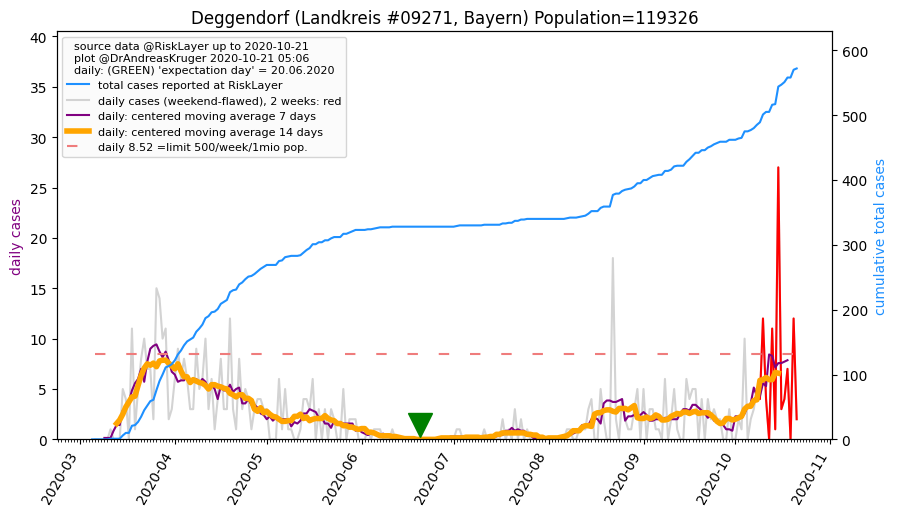 Deggendorf (Landkreis #09271, Bayern) Population=119326
source data @RiskLayer up to 2020-10-21
plot @DrAndreasKruger 2020-10-21 05:06
daily: (GREEN) 'expectation day' = 20.06.2020
total cases reported at RiskLayer
daily cases (weekend-flawed), 2 weeks: red
daily: centered moving average 7 days
daily: centered moving average 14 days
daily 8.52 =limit 500/week/1mio pop.
daily cases
40
35
30
25
20
15
10
5
0
cumulative total cases
600
500
400
300
200
100
0
2020-03
2020-04
2020-05
2020-06
2020-07
2020-08
2020-09
2020-10
2020-11